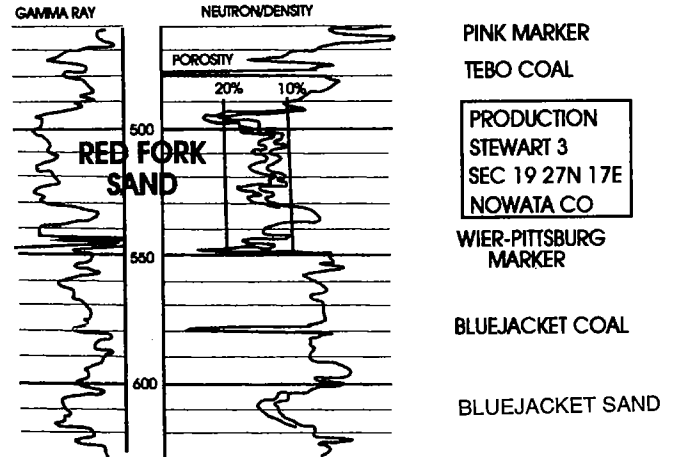 GAMMA RAY
NEUTRON/DENSITY
PINK MARKER
POROSITY
TEBO COAL
20% 10%
PRODUCTION
STEWART 3
SEC 19 27N 17E
NOWATA CO
500
RED FORK
SAND
WIER-PITTSBURG
MARKER
550
BLUEJACKET COAL
600
BLUEJACKET SAND